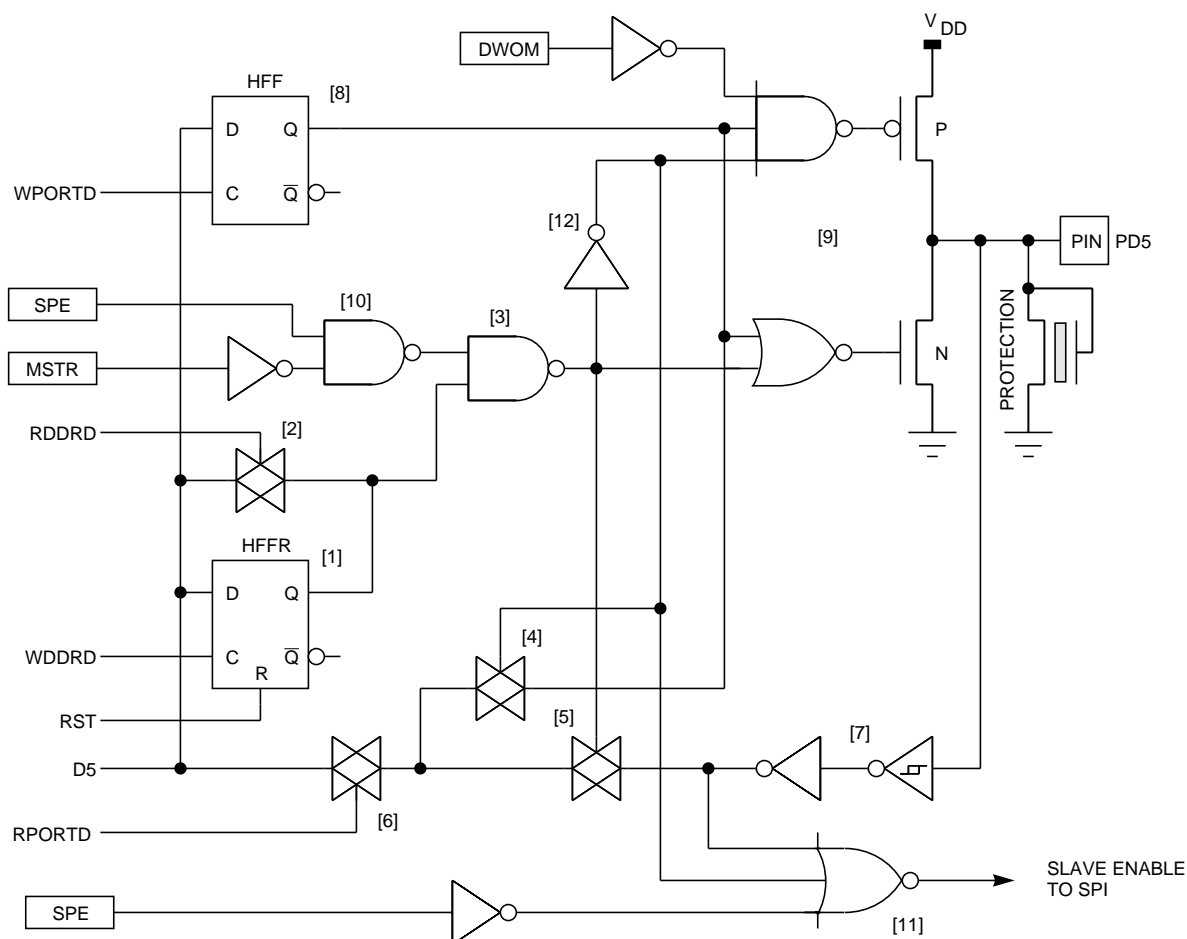 V DD
DWOM
HFF
[8]
D
Q
P
WPORTD
C
Q
[12]
[9]
PIN
PD5
SPE
[10]
[3]
MSTR
N
PROTECTION
RDDRD
[2]
HFFR
[1]
D
Q
[4]
WDDRD
C
Q
R
RST
[5]
[7]
D5
[6]
RPORTD
SLAVE ENABLE
TO SPI
SPE
[11]